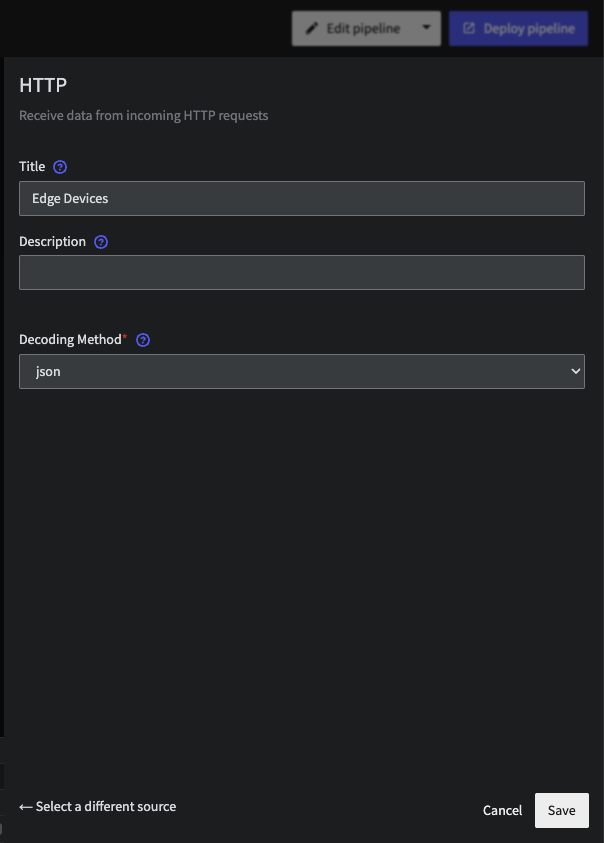 Edit pipeline
Deploy pipeline
HTTP
Receive data from incoming HTTP requests
Title ?
Edge Devices
Description ?
Decoding Method* ?
json
← Select a different source
Cancel
Save